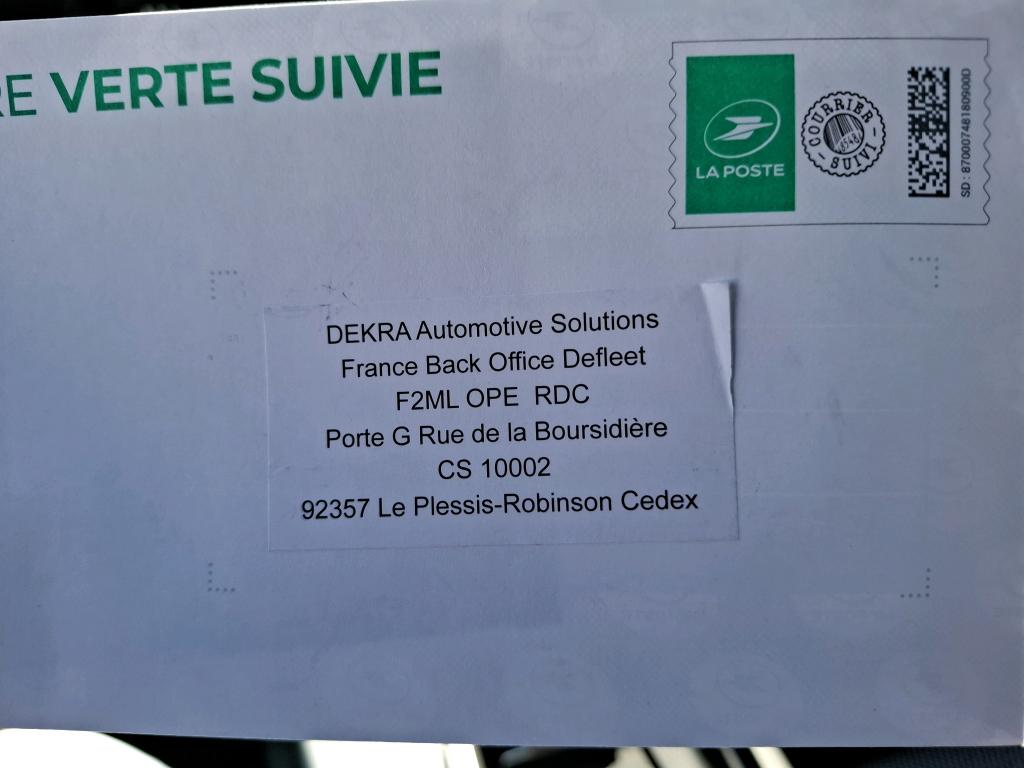 RE VERTE SUIVIE
LA POSTE
COURRIER
SUIVI
8748
SD : 87000748180900D
DEKRA Automotive Solutions
France Back Office Defleet
F2ML OPE RDC
Porte G Rue de la Boursidière
CS 10002
92357 Le Plessis-Robinson Cedex